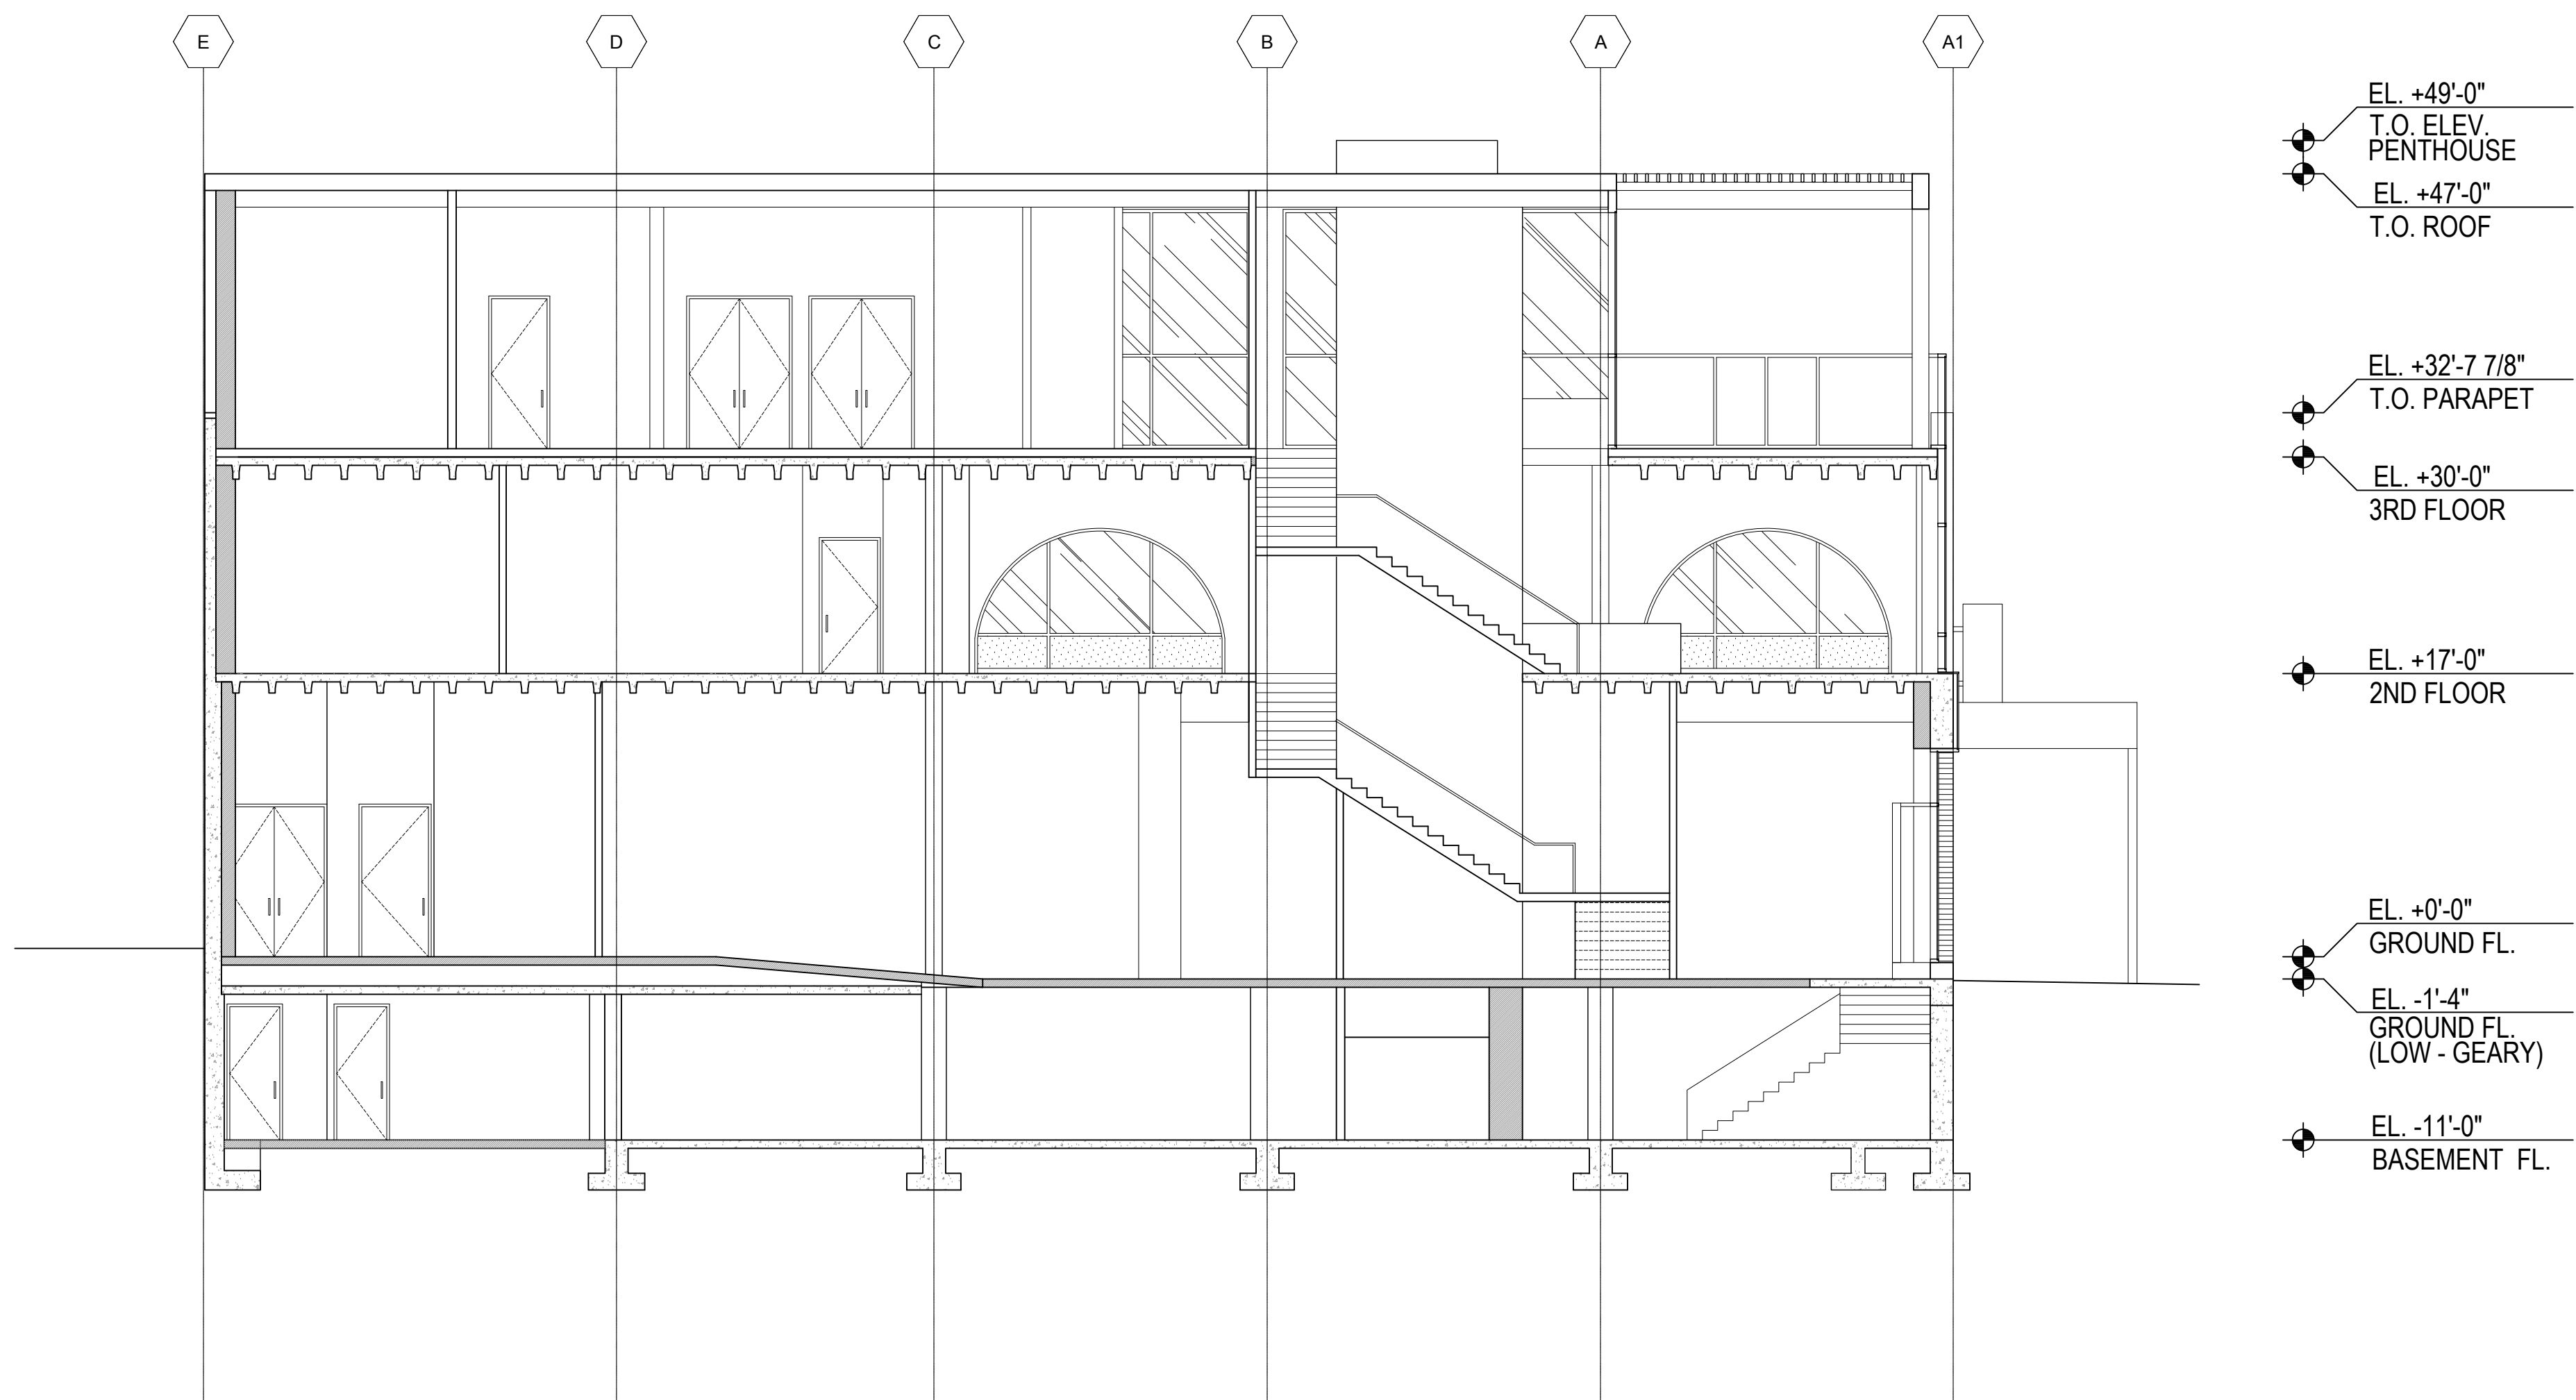 E
D
C
B
A
A1
EL. +49'-0"
T.O. ELEV.
PENTHOUSE
EL. +47'-0"
T.O. ROOF
EL. +32'-7 7/8"
T.O. PARAPET
EL. +30'-0"
3RD FLOOR
EL. +17'-0"
2ND FLOOR
EL. +0'-0"
GROUND FL.
EL. -1'-4"
GROUND FL.
(LOW - GEARY)
EL. -11'-0"
BASEMENT FL.